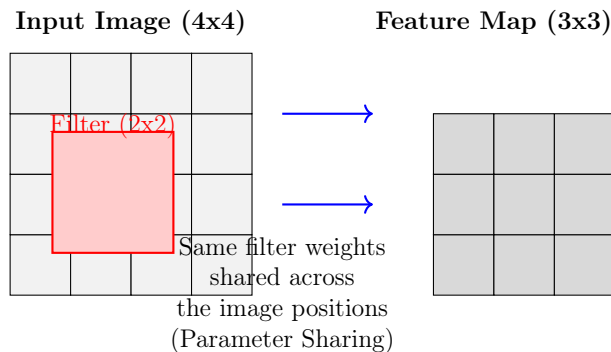 Input Image (4x4)
Feature Map (3x3)
Filter (2x2)
Same filter weights
shared across
the image positions
(Parameter Sharing)